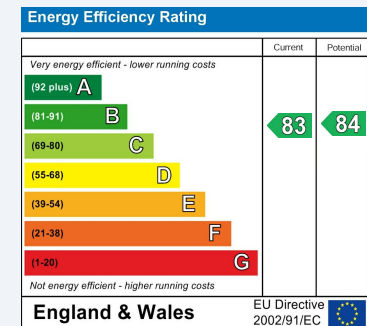 Energy Efficiency Rating
Current Potential
Very energy efficient - lower running costs
(92 plus) A
(81-91) B
83 84
(69-80) C
(55-68) D
(39-54) E
(21-38) F
(1-20) G
Not energy efficient - higher running costs
England & Wales
EU Directive
2002/91/EC